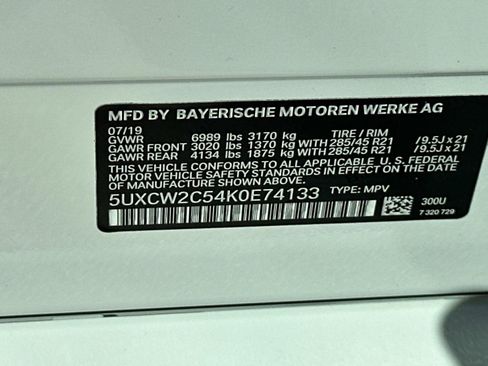 MFD BY BAYERISCHE MOTOREN WERKE AG
07/19
GVWR 6989 lbs 3170 kg TIRE / RIM
GAWR FRONT 3020 lbs 1370 kg WITH 285/45 R21 /9.5J x 21
GAWR REAR 4134 lbs 1875 kg WITH 285/45 R21 /9.5J x 21
THIS VEHICLE CONFORMS TO ALL APPLICABLE U.S. FEDERAL
MOTOR VEHICLE SAFETY STANDARDS IN EFFECT ON THE
DATE OF MANUFACTURE SHOWN ABOVE.
5UXCW2C54K0E74133 TYPE: MPV
300U
7 320 729